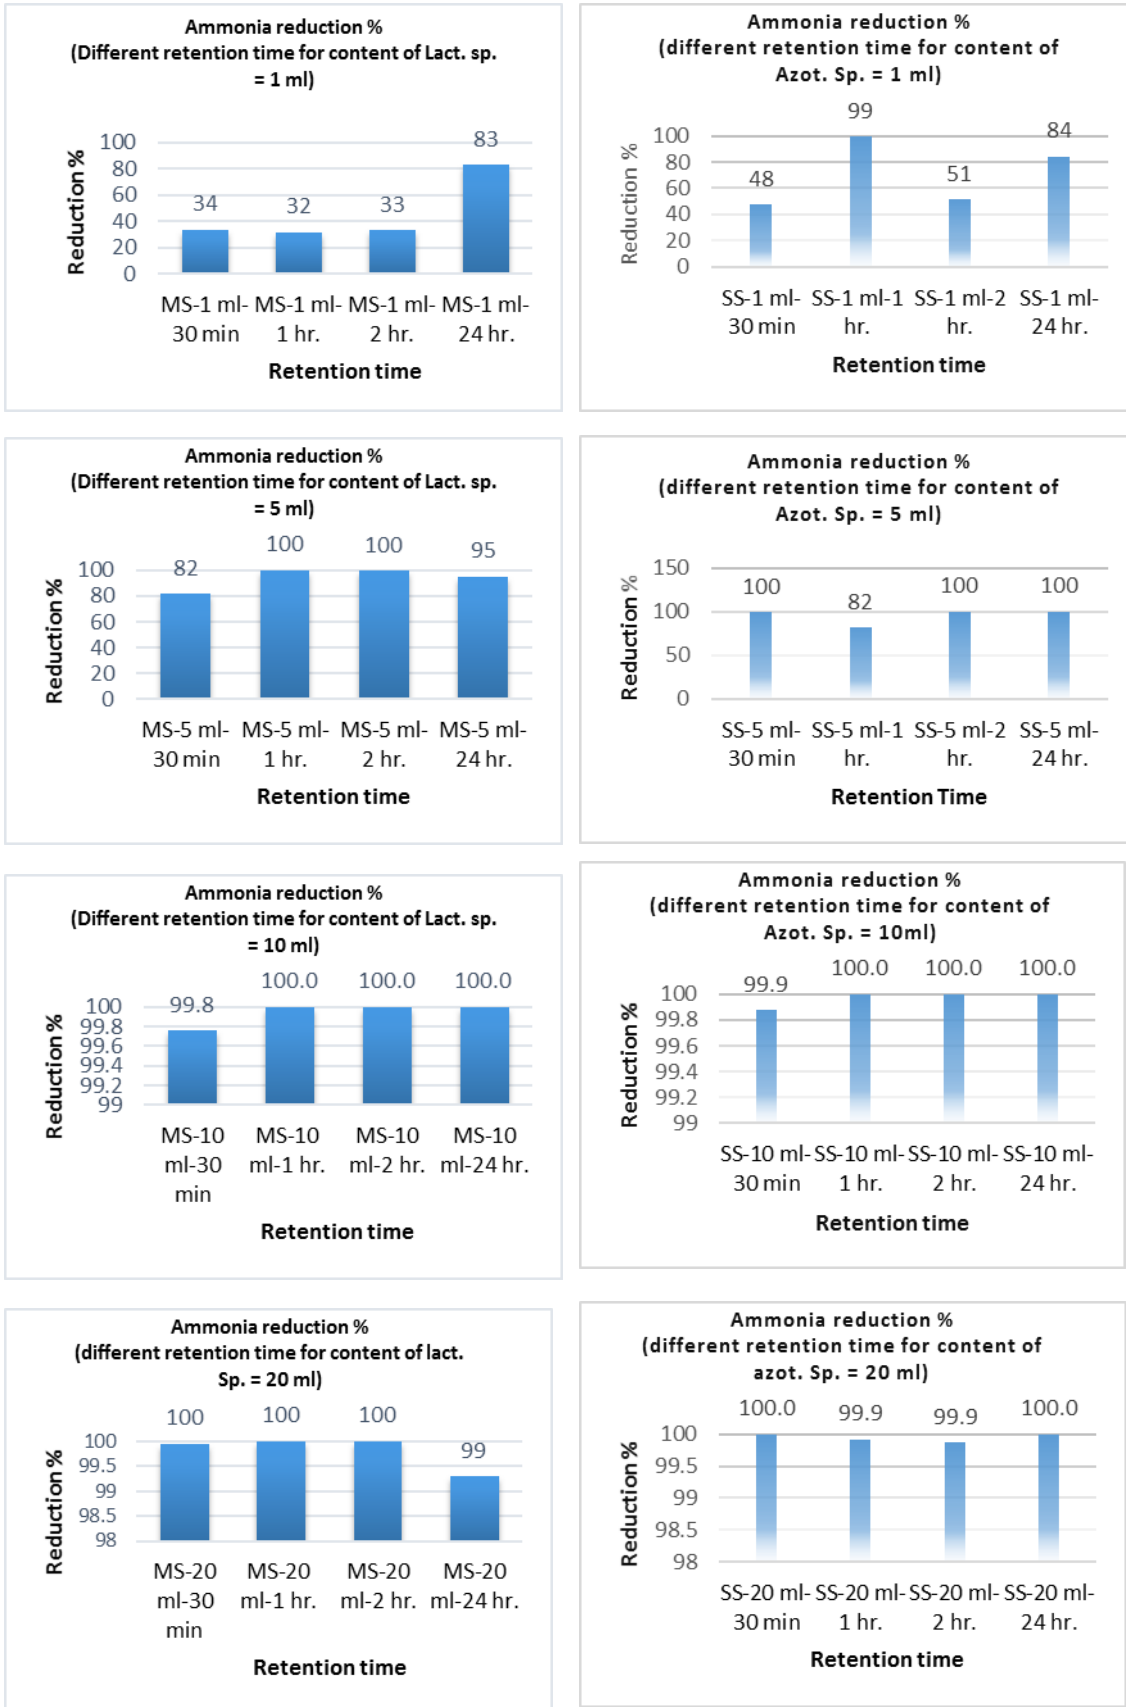 Ammonia reduction %
(Different retention time for content of Lact. sp.
= 1 ml)
Reduction %
100
80
60
40
20
0
34
32
33
83
MS-1 ml- MS-1 ml- MS-1 ml- MS-1 ml-
30 min 1 hr. 2 hr. 24 hr.
Retention time
Ammonia reduction %
(different retention time for content of
Azot. Sp. = 1 ml)
Reduction %
100
80
60
40
20
0
48
99
51
84
SS-1 ml- SS-1 ml-1 SS-1 ml-2 SS-1 ml-
30 min hr. hr. 24 hr.
Retention time
Ammonia reduction %
(Different retention time for content of Lact. sp.
= 5 ml)
Reduction %
100
80
60
40
20
0
82
100
100
95
MS-5 ml- MS-5 ml- MS-5 ml- MS-5 ml-
30 min 1 hr. 2 hr. 24 hr.
Retention time
Ammonia reduction %
(different retention time for content of
Azot. Sp. = 5 ml)
Reduction %
150
100
50
0
100
82
100
100
SS-5 ml- SS-5 ml-1 SS-5 ml-2 SS-5 ml-
30 min hr. hr. 24 hr.
Retention Time
Ammonia reduction %
(Different retention time for content of Lact. sp.
= 10 ml)
Reduction %
100
99.8
99.6
99.4
99.2
99
99.8
100.0
100.0
100.0
MS-10 MS-10 MS-10 MS-10
ml-30 ml-1 hr. ml-2 hr. ml-24 hr.
min
Retention time
Ammonia reduction %
(different retention time for content of
Azot. Sp. = 10ml)
Reduction %
100
99.8
99.6
99.4
99.2
99
99.9
100.0
100.0
100.0
SS-10 ml- SS-10 ml- SS-10 ml- SS-10 ml-
30 min 1 hr. 2 hr. 24 hr.
Retention time
Ammonia reduction %
(different retention time for content of lact.
Sp. = 20 ml)
Reduction %
100
99.5
99
98.5
98
100
100
100
99
MS-20 MS-20 MS-20 MS-20
ml-30 ml-1 hr. ml-2 hr. ml-24 hr.
min
Retention time
Ammonia reduction %
(different retention time for content of
azot. Sp. = 20 ml)
Reduction %
100
99.5
99
98.5
98
100.0
99.9
99.9
100.0
SS-20 ml- SS-20 ml- SS-20 ml- SS-20 ml-
30 min 1 hr. 2 hr. 24 hr.
Retention time